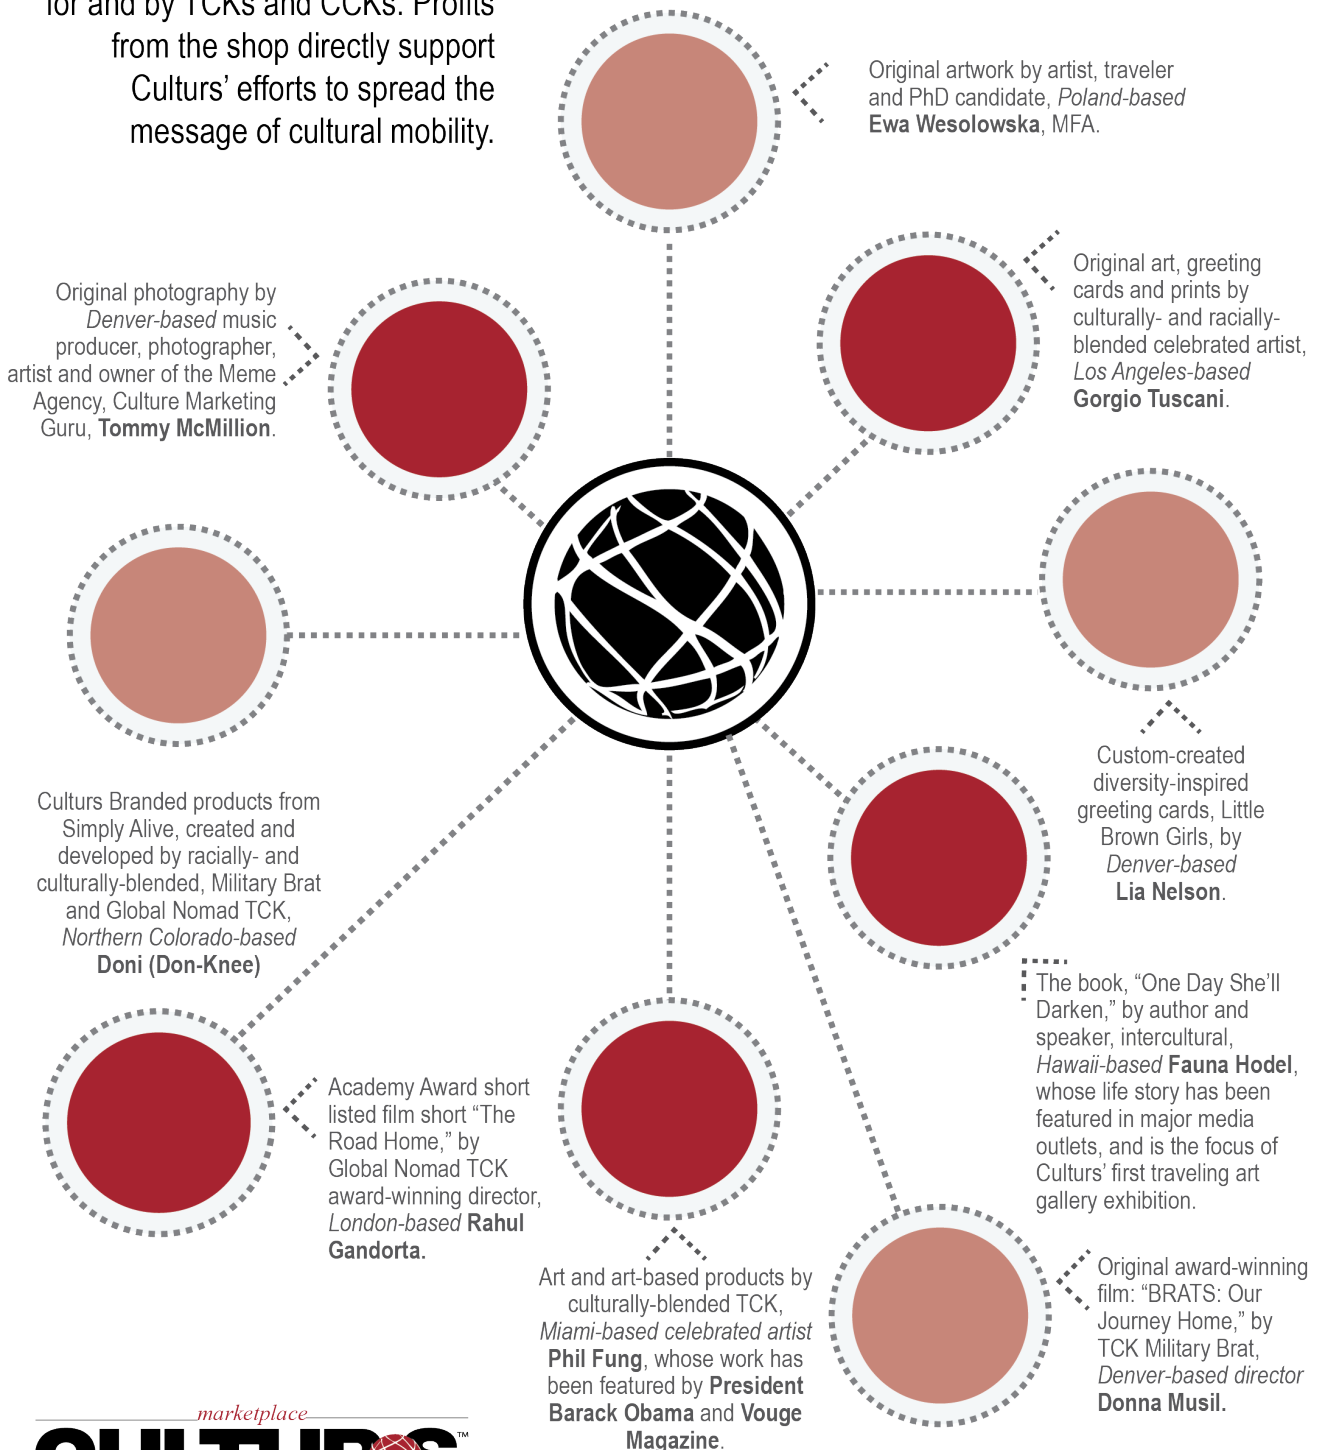 for and by TCKs and CCKs. Profits
from the shop directly support
Culturs’ efforts to spread the
message of cultural mobility.
Original artwork by artist, traveler
and PhD candidate, Poland-based
Ewa Wesolowska, MFA.
Original art, greeting
cards and prints by
culturally- and racially-
blended celebrated artist,
Los Angeles-based
Gorgio Tuscani.
Original photography by
Denver-based music
producer, photographer,
artist and owner of the Meme
Agency, Culture Marketing
Guru, Tommy McMillion.
Custom-created
diversity-inspired
greeting cards, Little
Brown Girls, by
Denver-based
Lia Nelson.
Culturs Branded products from
Simply Alive, created and
developed by racially- and
culturally-blended, Military Brat
and Global Nomad TCK,
Northern Colorado-based
Doni (Don-Knee)
The book, “One Day She’ll
Darken,” by author and
speaker, intercultural,
Hawaii-based Fauna Hodel,
whose life story has been
featured in major media
outlets, and is the focus of
Culturs’ first traveling art
gallery exhibition.
Academy Award short
listed film short “The
Road Home,” by
Global Nomad TCK
award-winning director,
London-based Rahul
Gandorta.
Art and art-based products by
culturally-blended TCK,
Miami-based celebrated artist
Phil Fung, whose work has
been featured by President
Barack Obama and Vouge
Magazine.
Original award-winning
film: “BRATS: Our
Journey Home,” by
TCK Military Brat,
Denver-based director
Donna Musil.
marketplace
CULTURS™